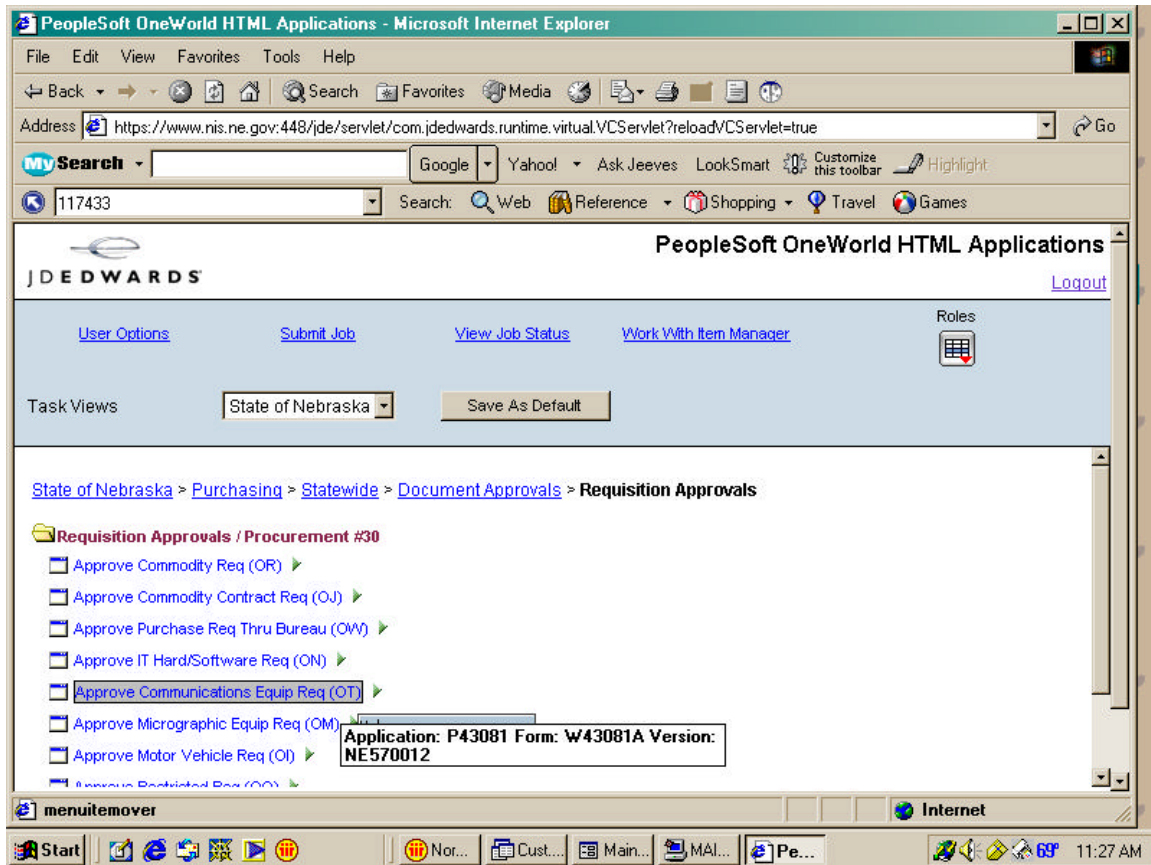 PeopleSoft OneWorld HTML Applications - Microsoft Internet Explorer
File Edit View Favorites Tools Help
Back Search Favorites Media
Address https://www.nis.ne.gov:448/jde/servlet/com.jdedwards.runtime.virtual.VCServlet?reloadVCServlet=true Go
My Search Google Yahoo! Ask Jeeves LookSmart Customize this toolbar Highlight
117433 Search: Web Reference Shopping Travel Games
PeopleSoft OneWorld HTML Applications
JDEDWARDS
Logout
User Options Submit Job View Job Status Work With Item Manager Roles
Task Views State of Nebraska Save As Default
State of Nebraska > Purchasing > Statewide > Document Approvals > Requisition Approvals
Requisition Approvals / Procurement #30
Approve Commodity Req (OR)
Approve Commodity Contract Req (OJ)
Approve Purchase Req Thru Bureau (OW)
Approve IT Hard/Software Req (ON)
Approve Communications Equip Req (OT)
Approve Micrographic Equip Req (OM)
Application: P43081 Form: W43081A Version:
NE570012
Approve Motor Vehicle Req (OI)
Approve Restricted Req
menuitemover Internet
Start Nor... Cust.... Main... MAI... Pe... 69° 11:27 AM